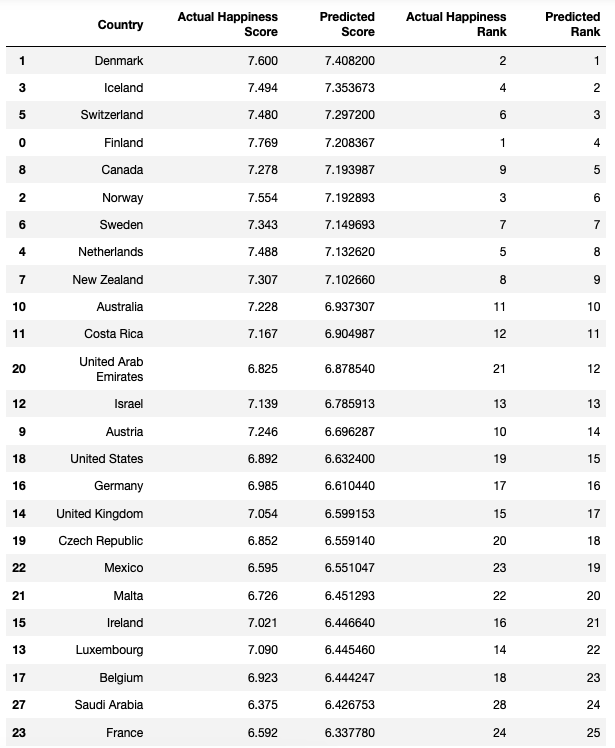 Country Actual Happiness Score Predicted Score Actual Happiness Rank Predicted Rank
1 Denmark 7.600 7.408200 2 1
3 Iceland 7.494 7.353673 4 2
5 Switzerland 7.480 7.297200 6 3
0 Finland 7.769 7.208367 1 4
8 Canada 7.278 7.193987 9 5
2 Norway 7.554 7.192893 3 6
6 Sweden 7.343 7.149693 7 7
4 Netherlands 7.488 7.132620 5 8
7 New Zealand 7.307 7.102660 8 9
10 Australia 7.228 6.937307 11 10
11 Costa Rica 7.167 6.904987 12 11
20 United Arab Emirates 6.825 6.878540 21 12
12 Israel 7.139 6.785913 13 13
9 Austria 7.246 6.696287 10 14
18 United States 6.892 6.632400 19 15
16 Germany 6.985 6.610440 17 16
14 United Kingdom 7.054 6.599153 15 17
19 Czech Republic 6.852 6.559140 20 18
22 Mexico 6.595 6.551047 23 19
21 Malta 6.726 6.451293 22 20
15 Ireland 7.021 6.446640 16 21
13 Luxembourg 7.090 6.445460 14 22
17 Belgium 6.923 6.444247 18 23
27 Saudi Arabia 6.375 6.426753 28 24
23 France 6.592 6.337780 24 25